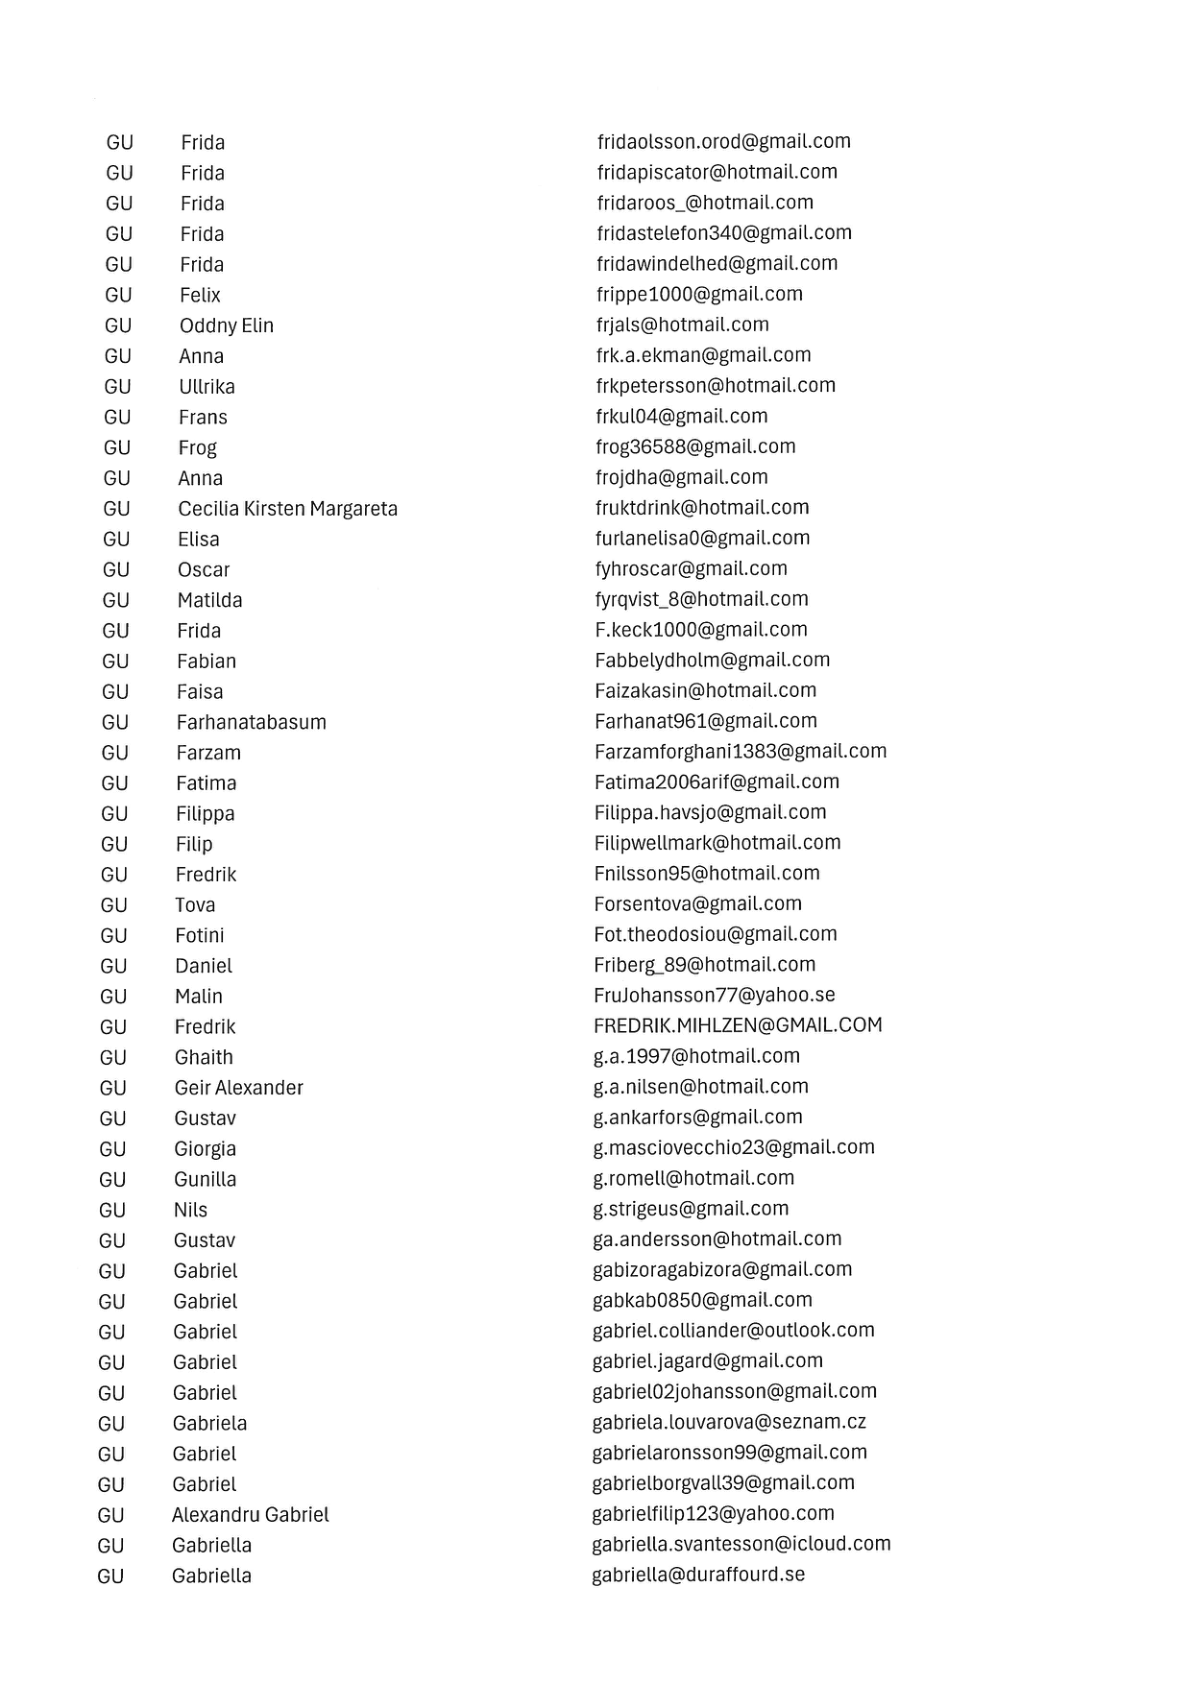 GU Frida fridaolsson.orod@gmail.com
GU Frida fridapiscator@hotmail.com
GU Frida fridaroos_@hotmail.com
GU Frida fridastelefon340@gmail.com
GU Frida fridawindelhed@gmail.com
GU Felix frippe1000@gmail.com
GU Oddny Elin frjals@hotmail.com
GU Anna frk.a.ekman@gmail.com
GU Ullrika frkpetersson@hotmail.com
GU Frans frkul04@gmail.com
GU Frog frog36588@gmail.com
GU Anna frojdha@gmail.com
GU Cecilia Kirsten Margareta fruktdrink@hotmail.com
GU Elisa furlanelisa0@gmail.com
GU Oscar fyhroscar@gmail.com
GU Matilda fyrqvist_8@hotmail.com
GU Frida F.keck1000@gmail.com
GU Fabian Fabbelydholm@gmail.com
GU Faisa Faizakasin@hotmail.com
GU Farhanatabasum Farhanat961@gmail.com
GU Farzam Farzamforghani1383@gmail.com
GU Fatima Fatima2006arif@gmail.com
GU Filippa Filippa.havsjo@gmail.com
GU Filip Filipwellmark@hotmail.com
GU Fredrik Fnilsson95@hotmail.com
GU Tova Forsentova@gmail.com
GU Fotini Fot.theodosiou@gmail.com
GU Daniel Friberg_89@hotmail.com
GU Malin FruJohansson77@yahoo.se
GU Fredrik FREDRIK.MIHLZEN@GMAIL.COM
GU Ghaith g.a.1997@hotmail.com
GU Geir Alexander g.a.nilsen@hotmail.com
GU Gustav g.ankarfors@gmail.com
GU Giorgia g.masciovecchio23@gmail.com
GU Gunilla g.romell@hotmail.com
GU Nils g.strigeus@gmail.com
GU Gustav ga.andersson@hotmail.com
GU Gabriel gabizoragabizora@gmail.com
GU Gabriel gabkab0850@gmail.com
GU Gabriel gabriel.colliander@outlook.com
GU Gabriel gabriel.jagard@gmail.com
GU Gabriel gabriel02johansson@gmail.com
GU Gabriela gabriela.louvarova@seznam.cz
GU Gabriel gabrielaronsson99@gmail.com
GU Gabriel gabrielborgvall39@gmail.com
GU Alexandru Gabriel gabrielfilip123@yahoo.com
GU Gabriella gabriella.svantesson@icloud.com
GU Gabriella gabriella@duraffourd.se